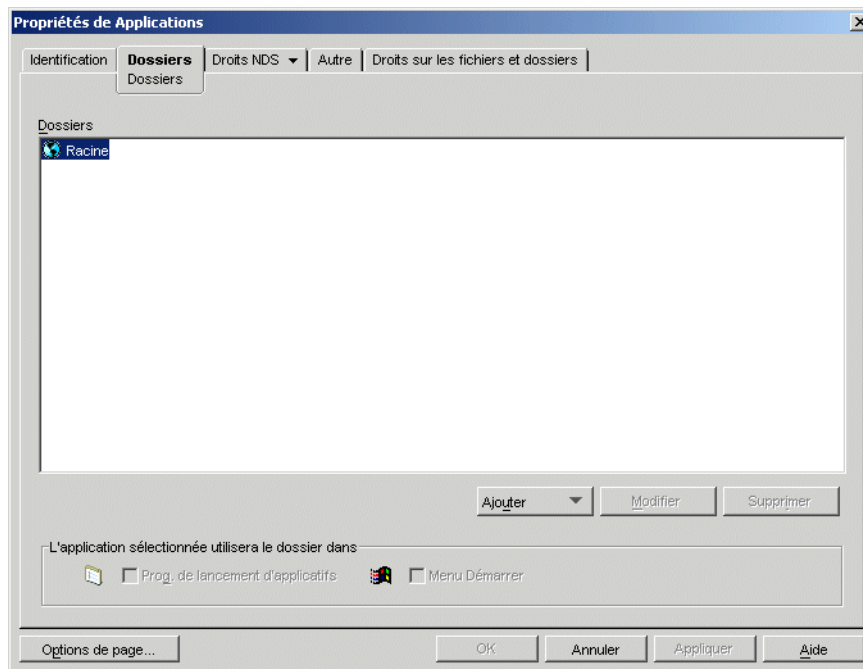 Propriétés de Applications
Identification Dossiers Droits NDS Autre Droits sur les fichiers et dossiers
Dossiers
Dossiers
Racine
Ajouter Modifier Supprimer
L'application sélectionnée utilisera le dossier dans
Prog. de lancement d'applicatifs Menu Démarrer
Options de page... OK Annuler Appliquer Aide